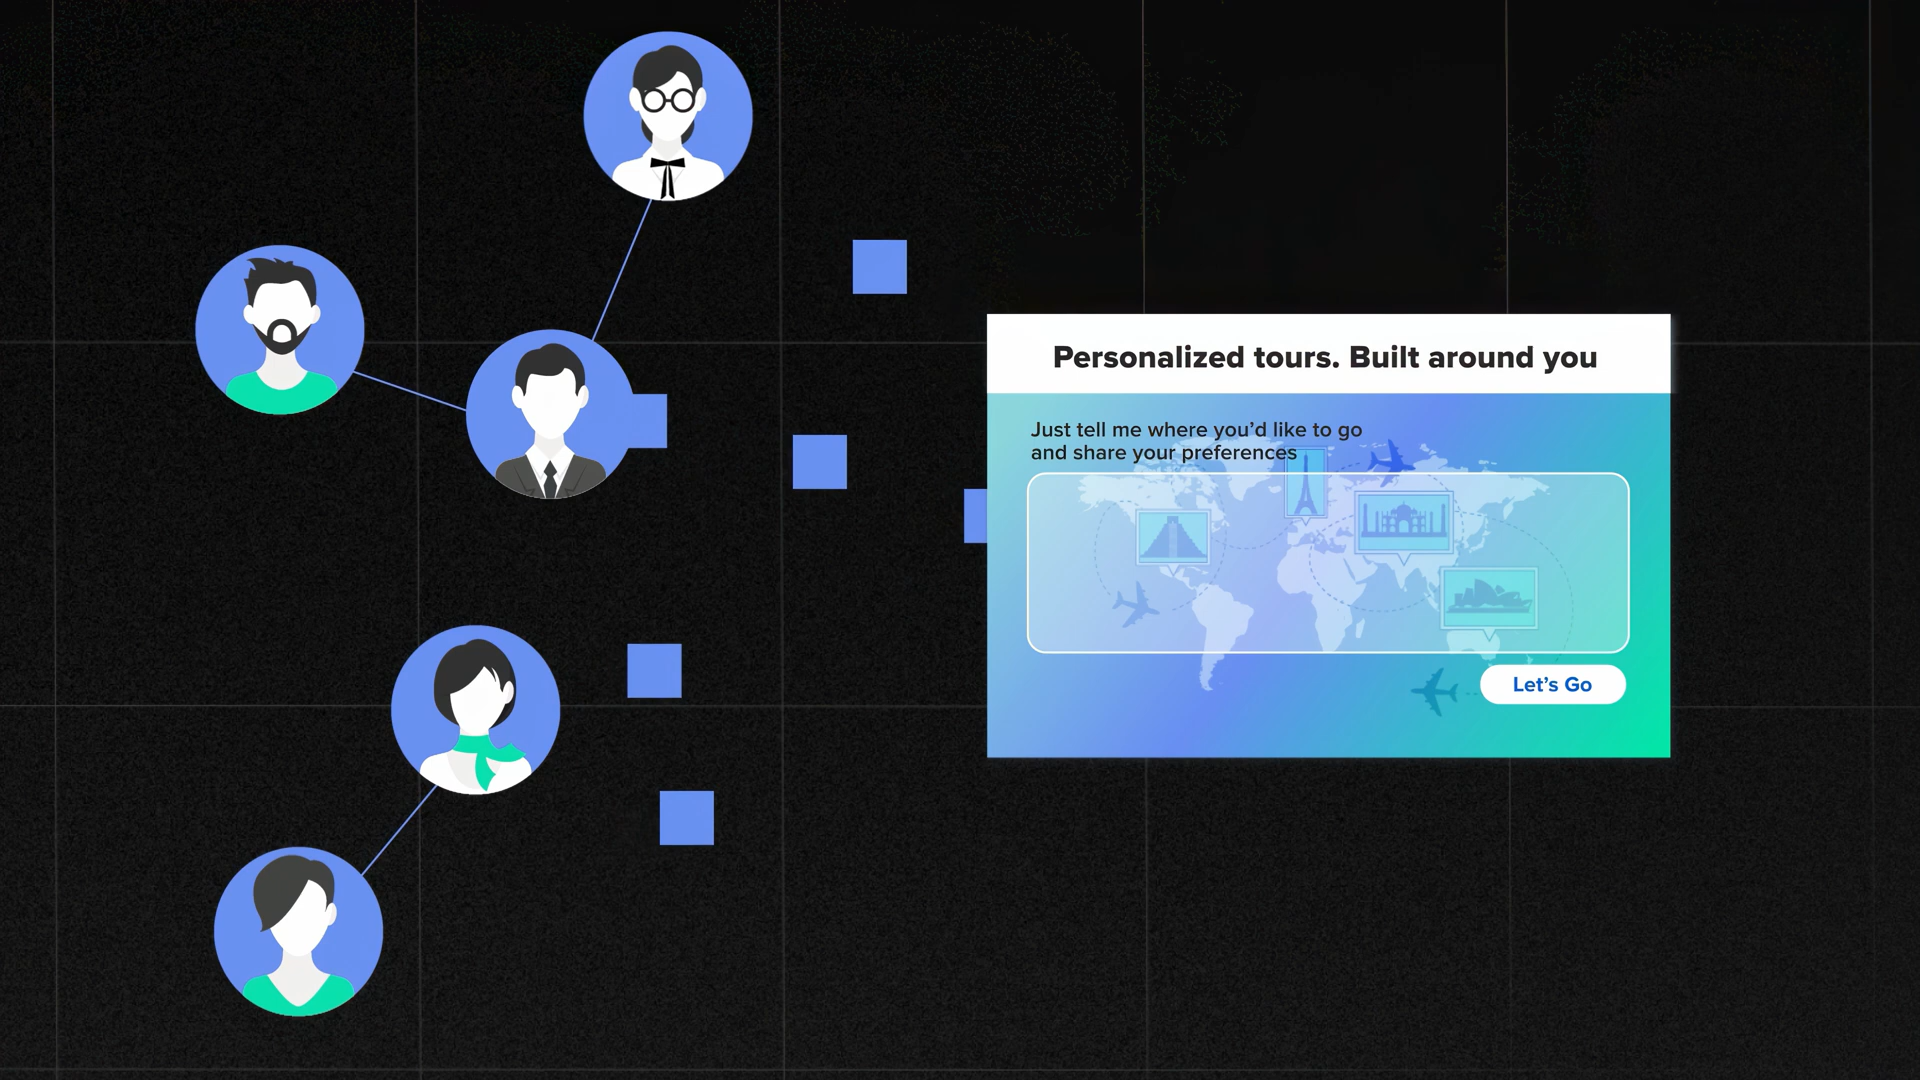 Personalized tours. Built around you
Just tell me where you’d like to go
and share your preferences
Let’s Go